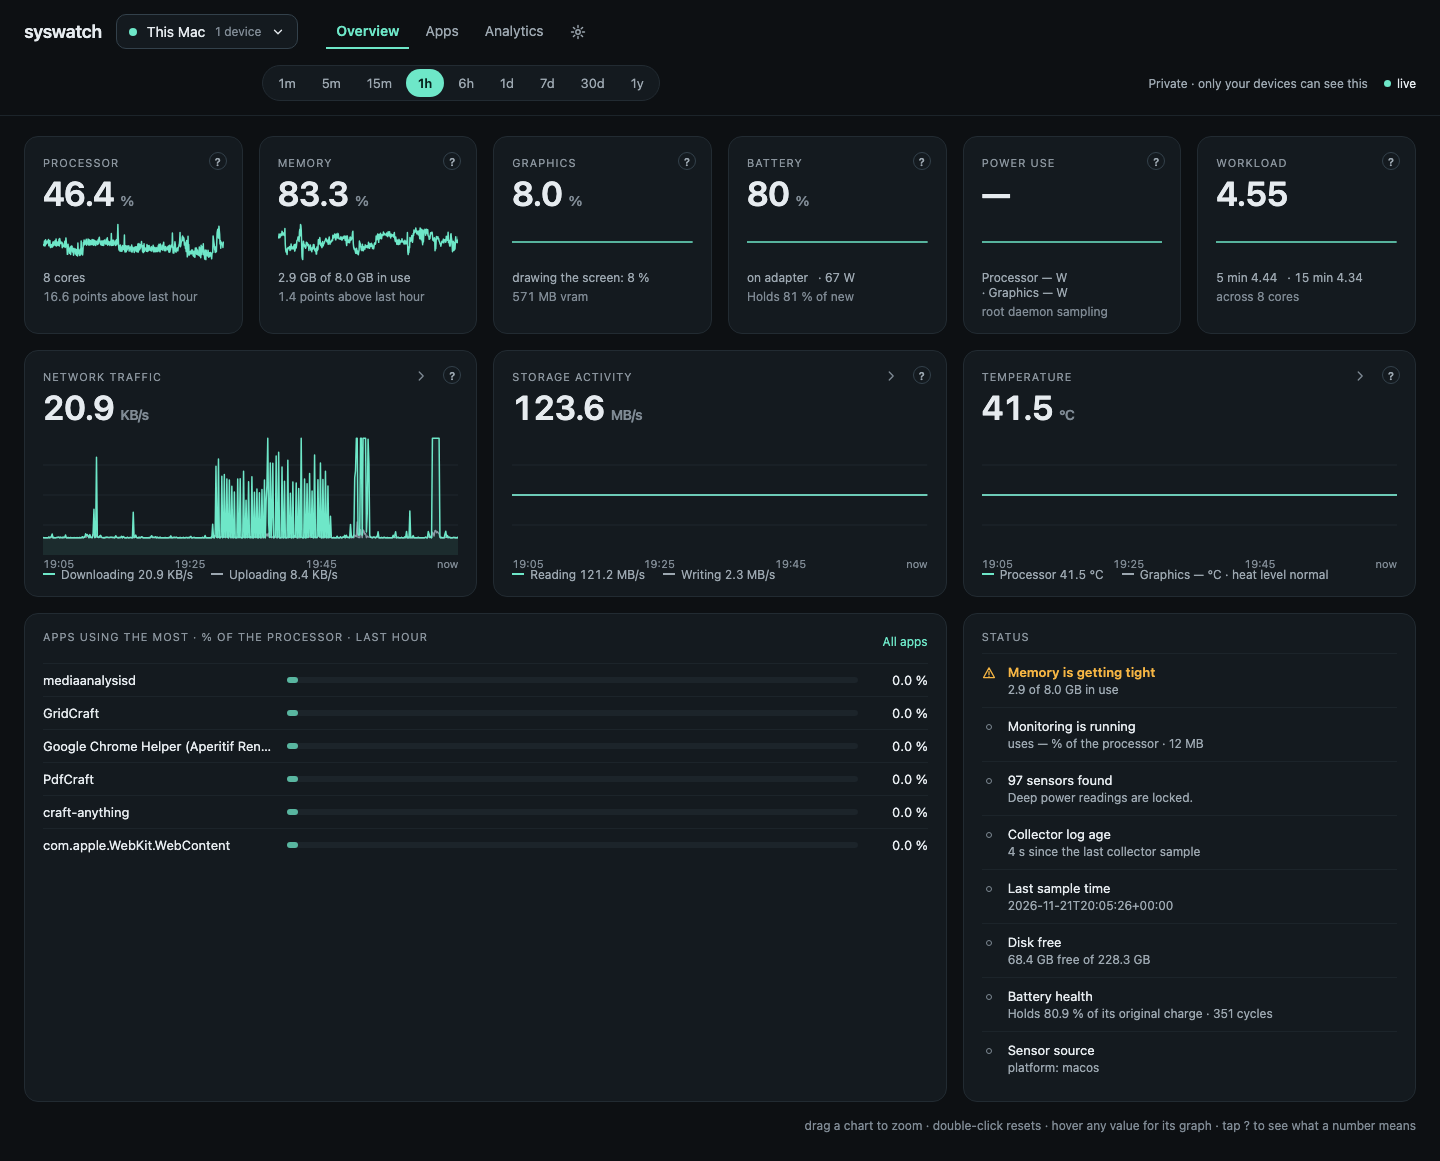 syswatch
This Mac 1 device
Overview Apps Analytics
1m 5m 15m 1h 6h 1d 7d 30d 1y
Private · only your devices can see this live
PROCESSOR ?
46.4 %
8 cores
16.6 points above last hour
MEMORY ?
83.3 %
2.9 GB of 8.0 GB in use
1.4 points above last hour
GRAPHICS ?
8.0 %
drawing the screen: 8 %
571 MB vram
BATTERY ?
80 %
on adapter · 67 W
Holds 81 % of new
POWER USE ?
—
Processor — W
· Graphics — W
root daemon sampling
WORKLOAD ?
4.55
5 min 4.44 · 15 min 4.34
across 8 cores
NETWORK TRAFFIC ?
20.9 KB/s
19:05 19:25 19:45 now
Downloading 20.9 KB/s Uploading 8.4 KB/s
STORAGE ACTIVITY ?
123.6 MB/s
19:05 19:25 19:45 now
Reading 121.2 MB/s Writing 2.3 MB/s
TEMPERATURE ?
41.5 °C
19:05 19:25 19:45 now
Processor 41.5 °C Graphics — °C · heat level normal
APPS USING THE MOST · % OF THE PROCESSOR · LAST HOUR
All apps
mediaanalysisd 0.0 %
GridCraft 0.0 %
Google Chrome Helper (Aperitif Ren... 0.0 %
PdfCraft 0.0 %
craft-anything 0.0 %
com.apple.WebKit.WebContent 0.0 %
STATUS
Memory is getting tight
2.9 of 8.0 GB in use
Monitoring is running
uses — % of the processor · 12 MB
97 sensors found
Deep power readings are locked.
Collector log age
4 s since the last collector sample
Last sample time
2026-11-21T20:05:26+00:00
Disk free
68.4 GB free of 228.3 GB
Battery health
Holds 80.9 % of its original charge · 351 cycles
Sensor source
platform: macos
drag a chart to zoom · double-click resets · hover any value for its graph · tap ? to see what a number means